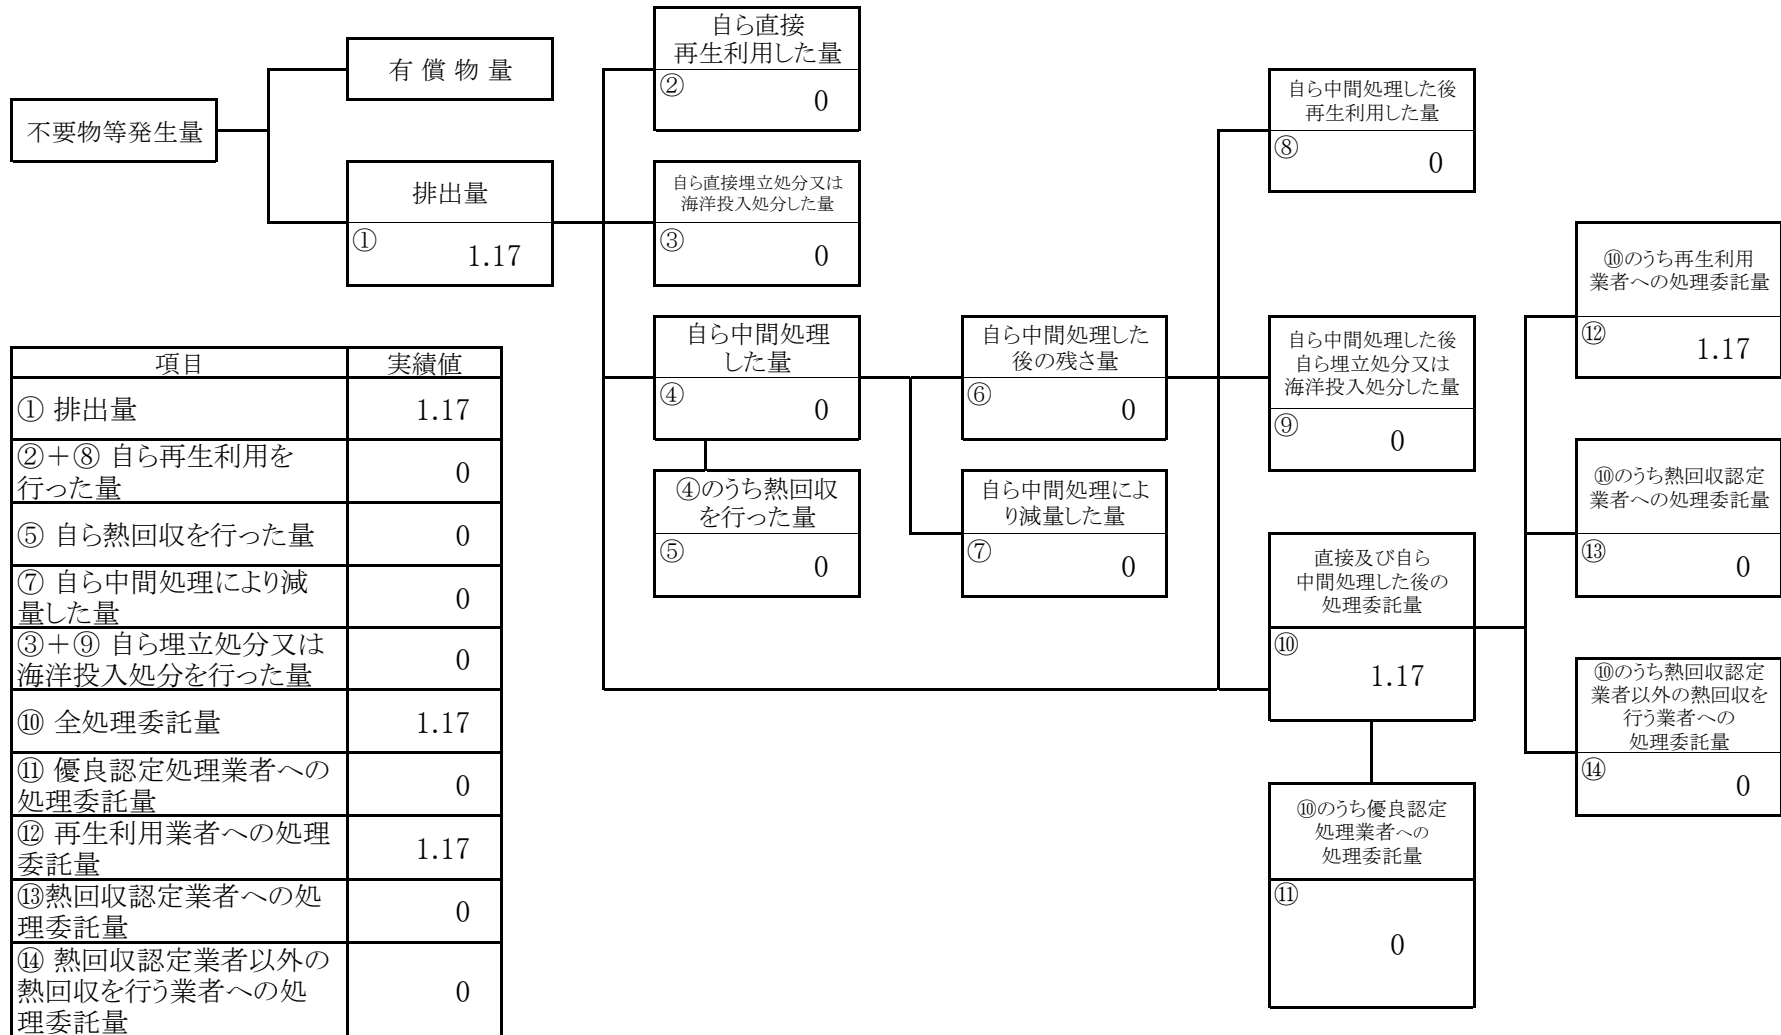 不要物等発生量
有 償 物 量
排出量
①
1.17
自ら直接
再生利用した量
②
0
自ら直接埋立処分又は
海洋投入処分した量
③
0
自ら中間処理
した量
④
0
④のうち熱回収
を行った量
⑤
0
自ら中間処理した
後の残さ量
⑥
0
自ら中間処理によ
り減量した量
⑦
0
自ら中間処理した後
再生利用した量
⑧
0
自ら中間処理した後
自ら埋立処分又は
海洋投入処分した量
⑨
0
直接及び自ら
中間処理した後の
処理委託量
⑩
1.17
⑩のうち優良認定
処理業者への
処理委託量
⑪
0
⑩のうち再生利用
業者への処理委託量
⑫
1.17
⑩のうち熱回収認定
業者への処理委託量
⑬
0
⑩のうち熱回収認定
業者以外の熱回収を
行う業者への
処理委託量
⑭
0
項目 実績値
① 排出量 1.17
②＋⑧ 自ら再生利用を
行った量 0
⑤ 自ら熱回収を行った量 0
⑦ 自ら中間処理により減
量した量 0
③＋⑨ 自ら埋立処分又は
海洋投入処分を行った量 0
⑩ 全処理委託量 1.17
⑪ 優良認定処理業者への
処理委託量 0
⑫ 再生利用業者への処理
委託量 1.17
⑬熱回収認定業者への処
理委託量 0
⑭ 熱回収認定業者以外の
熱回収を行う業者への処
理委託量 0